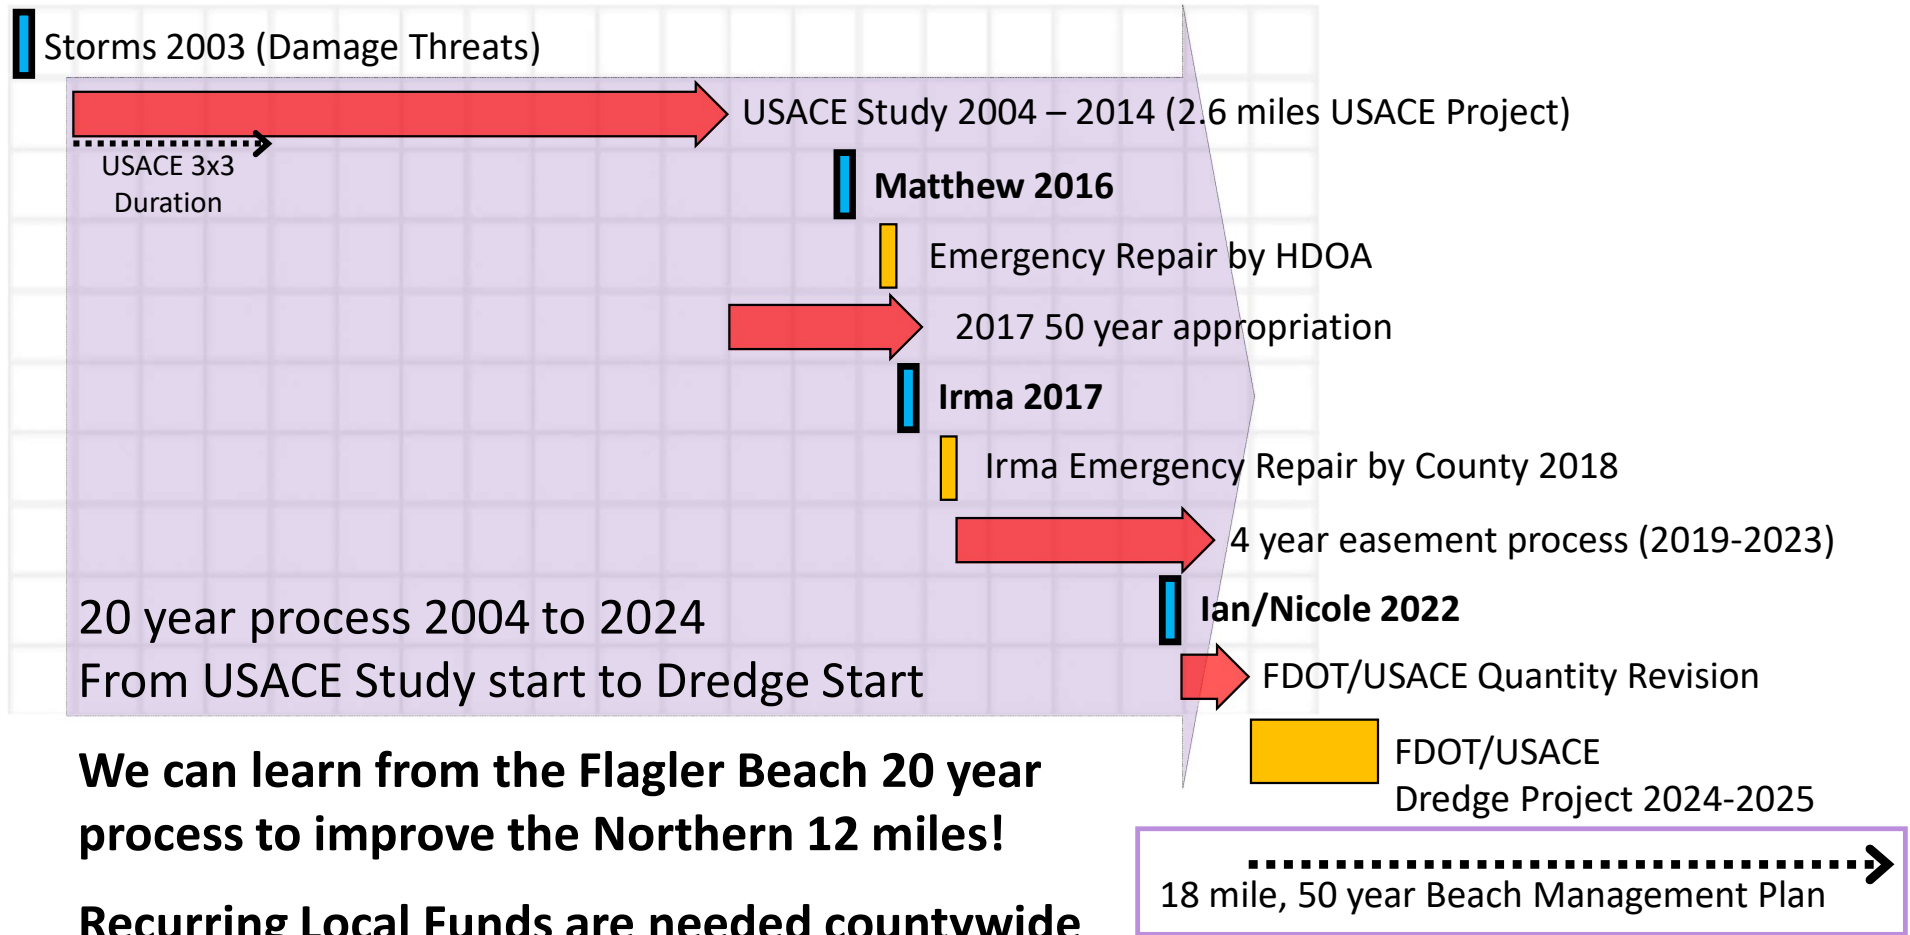 Storms 2003 (Damage Threats)
USACE Study 2004 – 2014 (2.6 miles USACE Project)
USACE 3x3
Duration
Matthew 2016
Emergency Repair by HDOA
2017 50 year appropriation
Irma 2017
Irma Emergency Repair by County 2018
4 year easement process (2019-2023)
Ian/Nicole 2022
20 year process 2004 to 2024
From USACE Study start to Dredge Start
FDOT/USACE Quantity Revision
FDOT/USACE
Dredge Project 2024-2025
We can learn from the Flagler Beach 20 year
process to improve the Northern 12 miles!
18 mile, 50 year Beach Management Plan
Recurring Local Funds are needed countywide